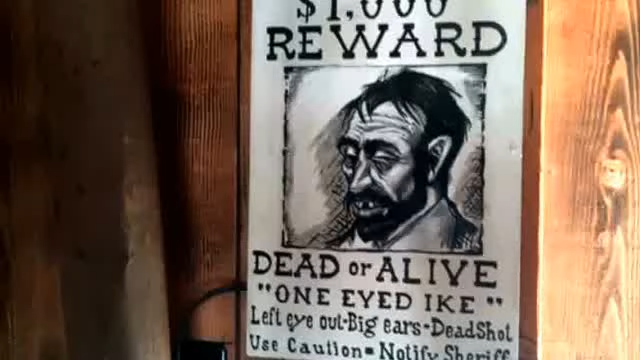 $1,000
REWARD
DEAD or ALIVE
"ONE EYED IKE"
Left eye out-Big ears-DeadShot
Use Caution=Notify Sheriff